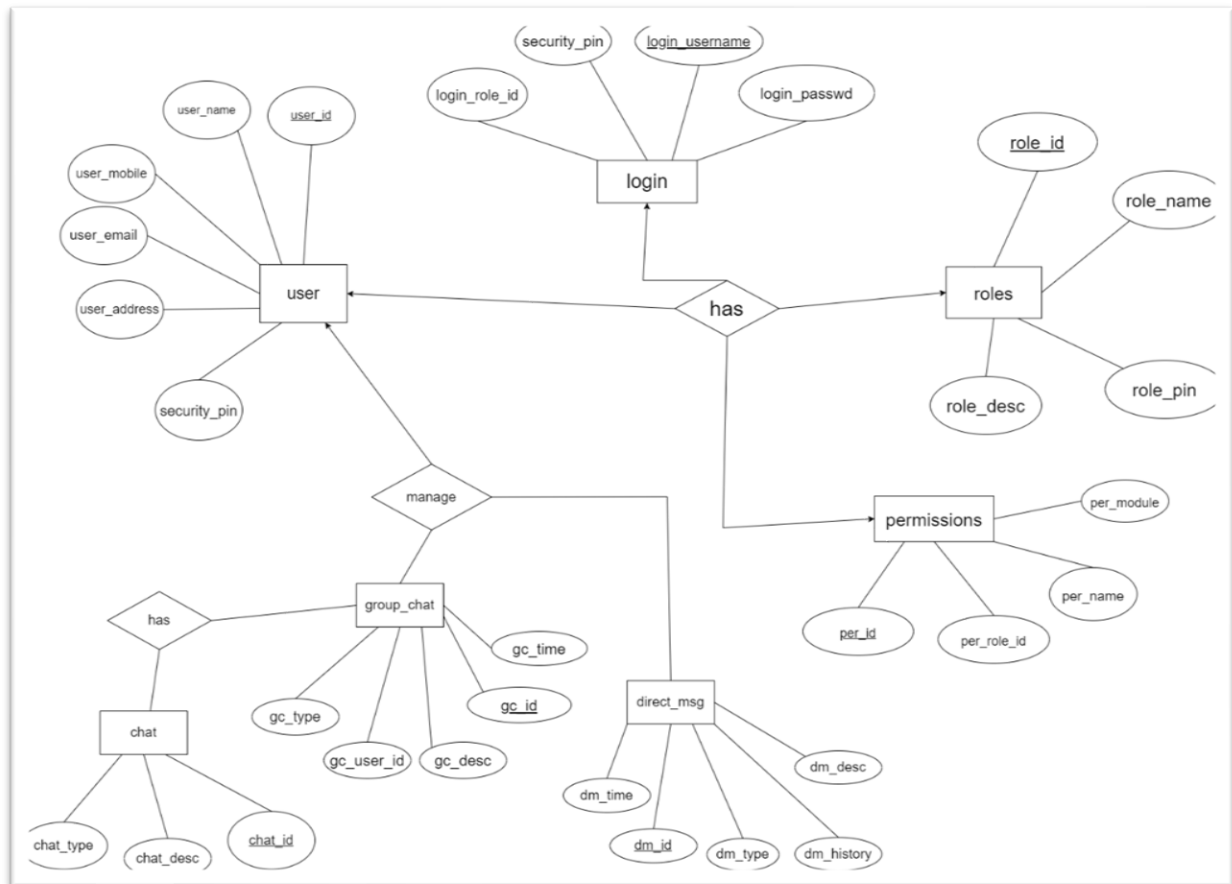 security_pin
login_username
login_role_id
login_passwd
login
user_name
user_id
user_mobile
user_email
user_address
security_pin
user
has
role_id
role_name
roles
role_desc
role_pin
manage
permissions
per_module
per_name
per_id
per_role_id
has
group_chat
gc_time
gc_id
gc_type
gc_user_id
gc_desc
chat
chat_type
chat_desc
chat_id
direct_msg
dm_desc
dm_time
dm_id
dm_type
dm_history